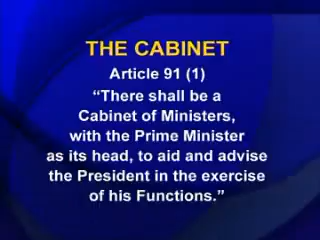 THE CABINET
Article 91 (1)
“There shall be a
Cabinet of Ministers,
with the Prime Minister
as its head, to aid and advise
the President in the exercise
of his Functions.”